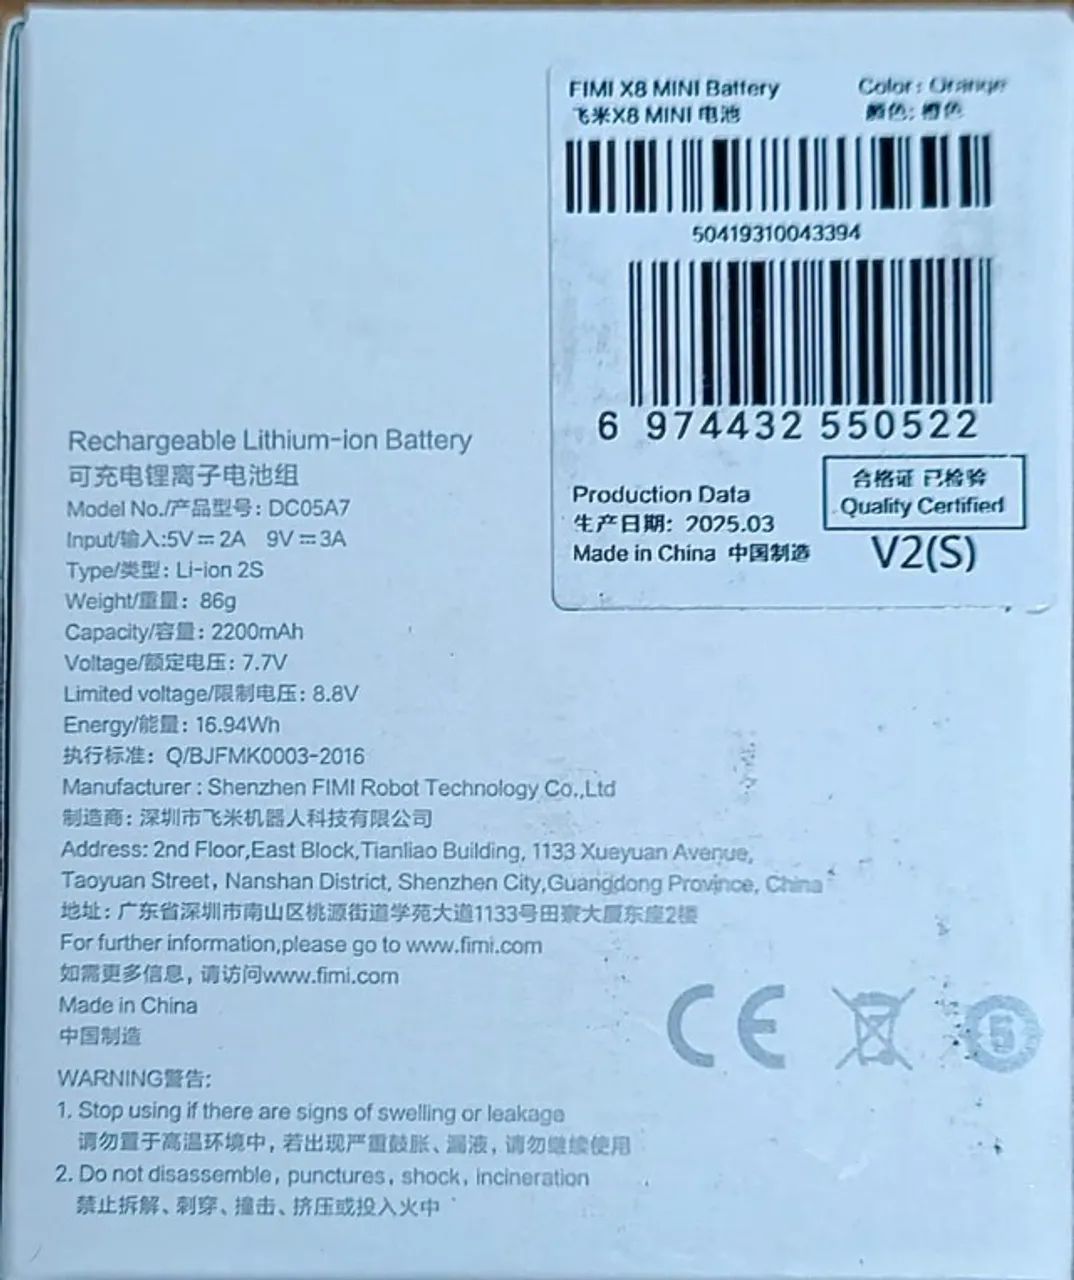 FIMI X8 MINI Battery
Color: Orange
飞米X8 MINI 电池
颜色: 橙色
50419310043394
6 974432 550522
Production Data
生产日期: 2025.03
Made in China 中国制造
合格证 已检验
Quality Certified
V2(S)
Rechargeable Lithium-ion Battery
可充电锂离子电池组
Model No./产品型号: DC05A7
Input/输入:5V⎓2A 9V⎓3A
Type/类型: Li-ion 2S
Weight/重量: 86g
Capacity/容量: 2200mAh
Voltage/额定电压: 7.7V
Limited voltage/限制电压: 8.8V
Energy/能量: 16.94Wh
执行标准: Q/BJFMK0003-2016
Manufacturer : Shenzhen FIMI Robot Technology Co.,Ltd
制造商: 深圳市飞米机器人科技有限公司
Address: 2nd Floor,East Block,Tianliao Building, 1133 Xueyuan Avenue,
Taoyuan Street, Nanshan District, Shenzhen City,Guangdong Province, China
地址: 广东省深圳市南山区桃源街道学苑大道1133号田寮大厦东座2楼
For further information,please go to www.fimi.com
如需更多信息, 请访问www.fimi.com
Made in China
中国制造
CE
5
WARNING警告:
1. Stop using if there are signs of swelling or leakage
请勿置于高温环境中, 若出现严重鼓胀、漏液, 请勿继续使用
2. Do not disassemble, punctures, shock, incineration
禁止拆解、刺穿、撞击、挤压或投入火中